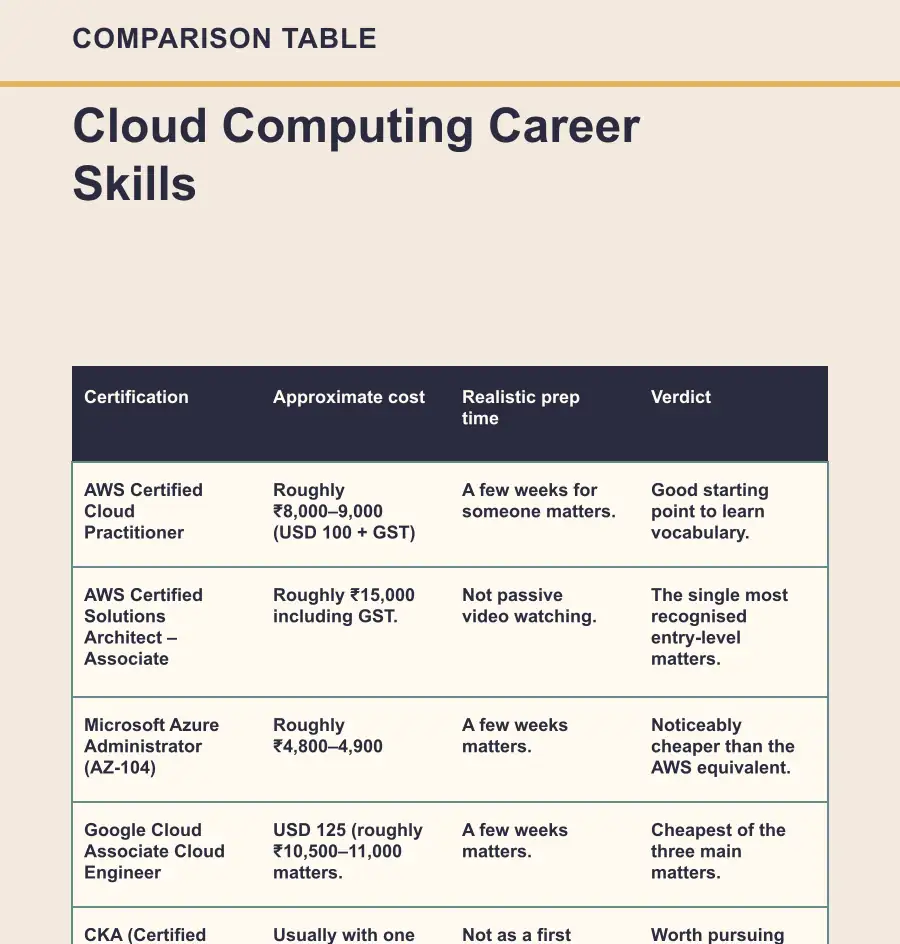 COMPARISON TABLE
Cloud Computing Career
Skills
Certification
Approximate cost
Realistic prep
time
Verdict
AWS Certified
Cloud
Practitioner
Roughly
₹8,000–9,000
(USD 100 + GST)
A few weeks for
someone matters.
Good starting
point to learn
vocabulary.
AWS Certified
Solutions
Architect –
Associate
Roughly ₹15,000
including GST.
Not passive
video watching.
The single most
recognised
entry-level
matters.
Microsoft Azure
Administrator
(AZ-104)
Roughly
₹4,800–4,900
A few weeks
matters.
Noticeably
cheaper than the
AWS equivalent.
Google Cloud
Associate Cloud
Engineer
USD 125 (roughly
₹10,500–11,000
matters.
A few weeks
matters.
Cheapest of the
three main
matters.
CKA (Certified
Usually with one
Not as a first
Worth pursuing